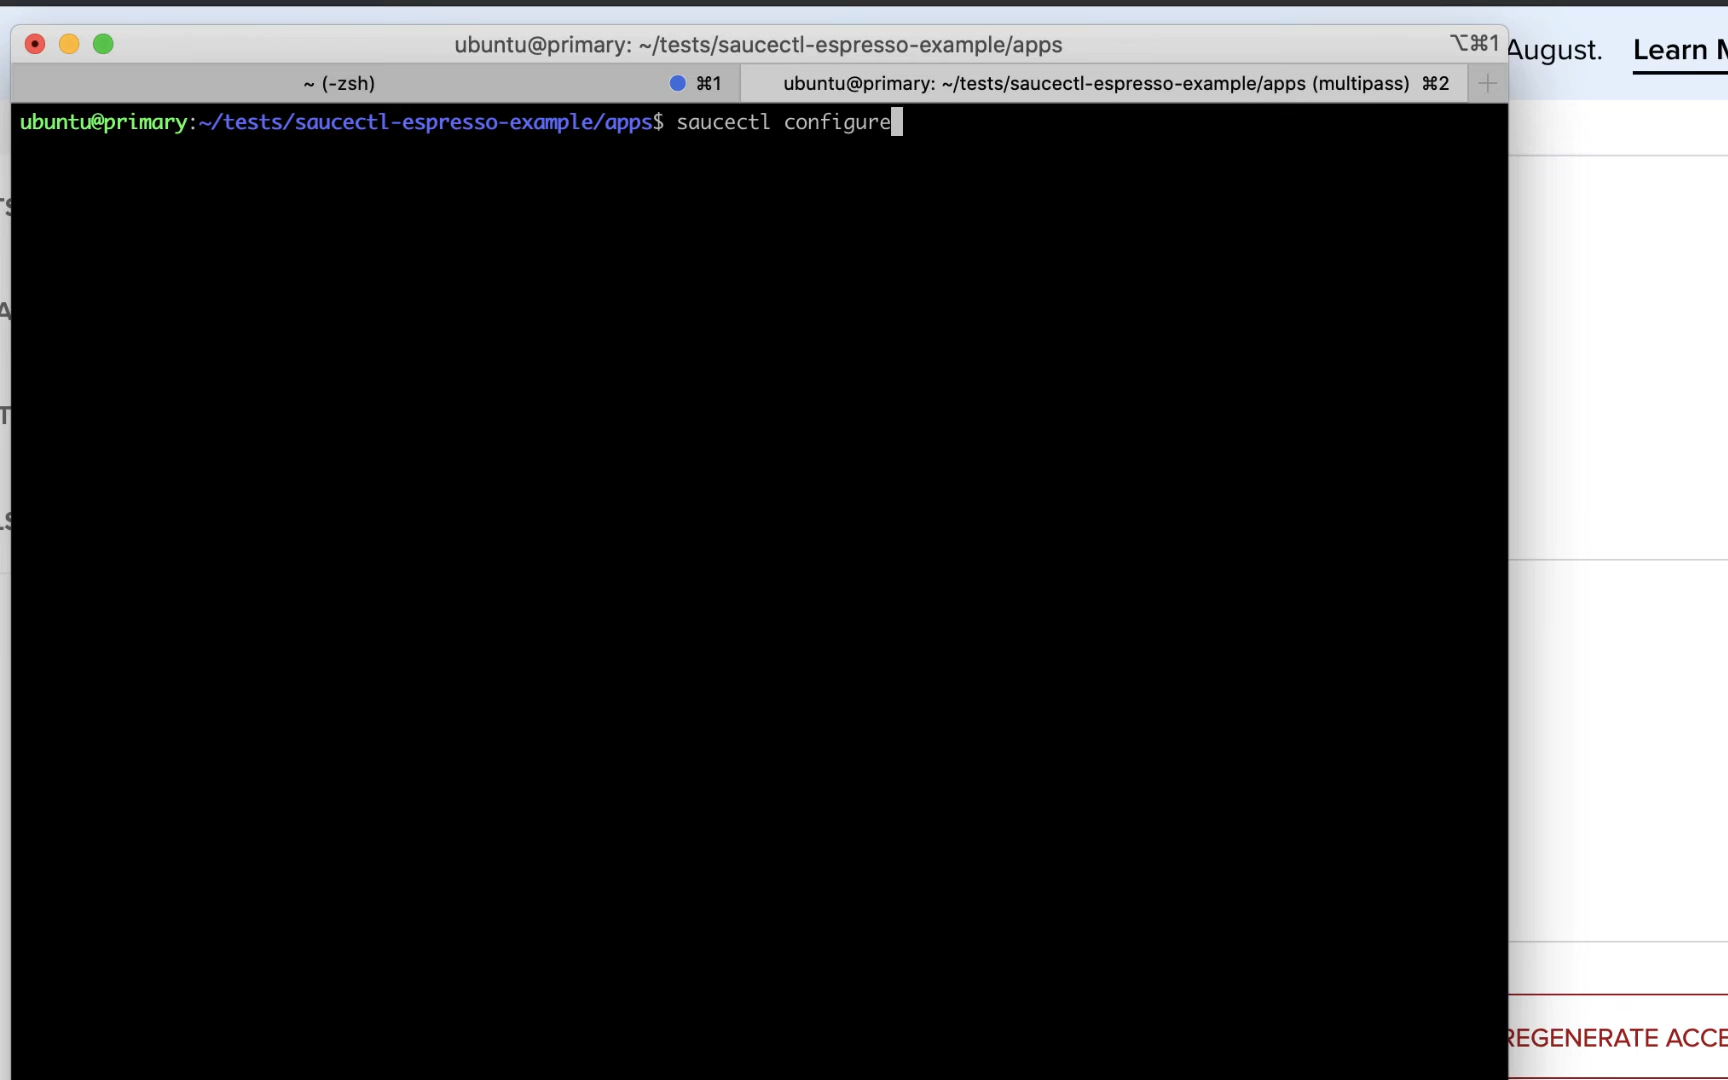 ubuntu@primary: ~/tests/saucectl-espresso-example/apps
⌥⌘1
August.
Learn
~ (-zsh)
⌘1
ubuntu@primary: ~/tests/saucectl-espresso-example/apps (multipass)
⌘2
ubuntu@primary:~/tests/saucectl-espresso-example/apps$ saucectl configure
REGENERATE ACCE